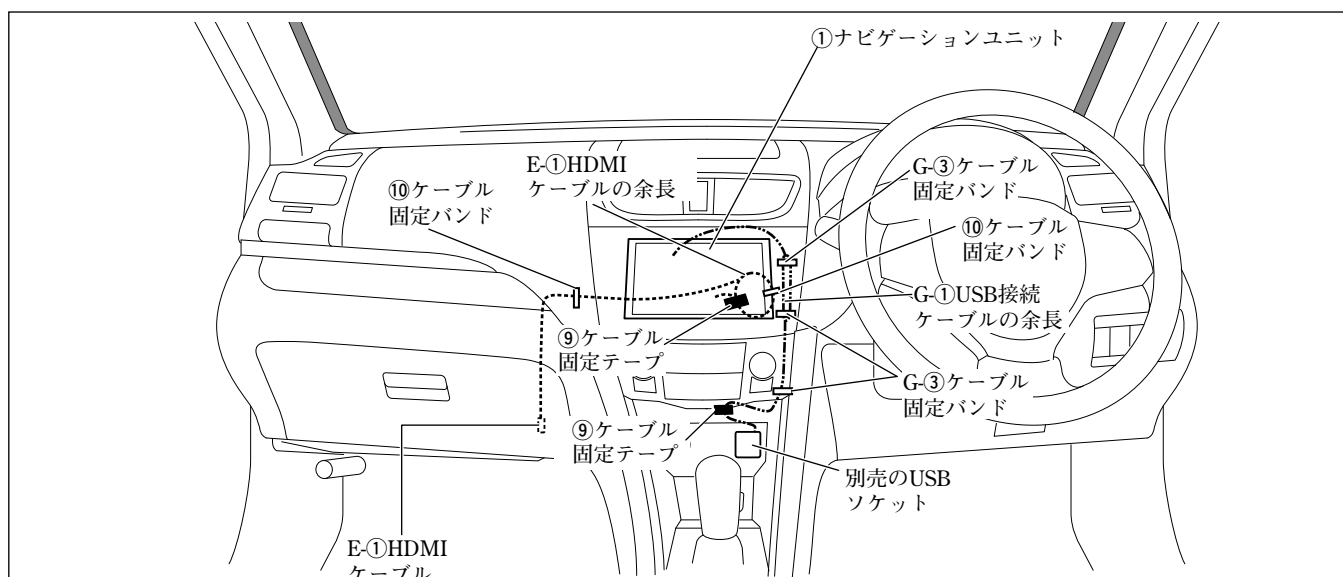 ①ナビゲーションユニット
E-①HDMI
ケーブルの余長
⑩ケーブル
固定バンド
G-③ケーブル
固定バンド
⑩ケーブル
固定バンド
G-①USB接続
ケーブルの余長
⑨ケーブル
固定テープ
G-③ケーブル
固定バンド
⑨ケーブル
固定テープ
別売のUSB
ソケット
E-①HDMI
ケーブル